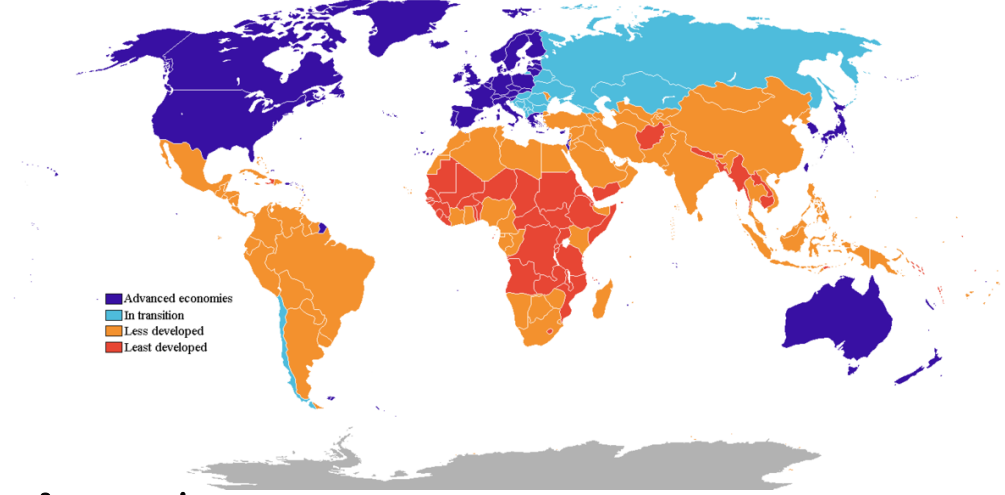 Advanced economies
In transition
Less developed
Least developed